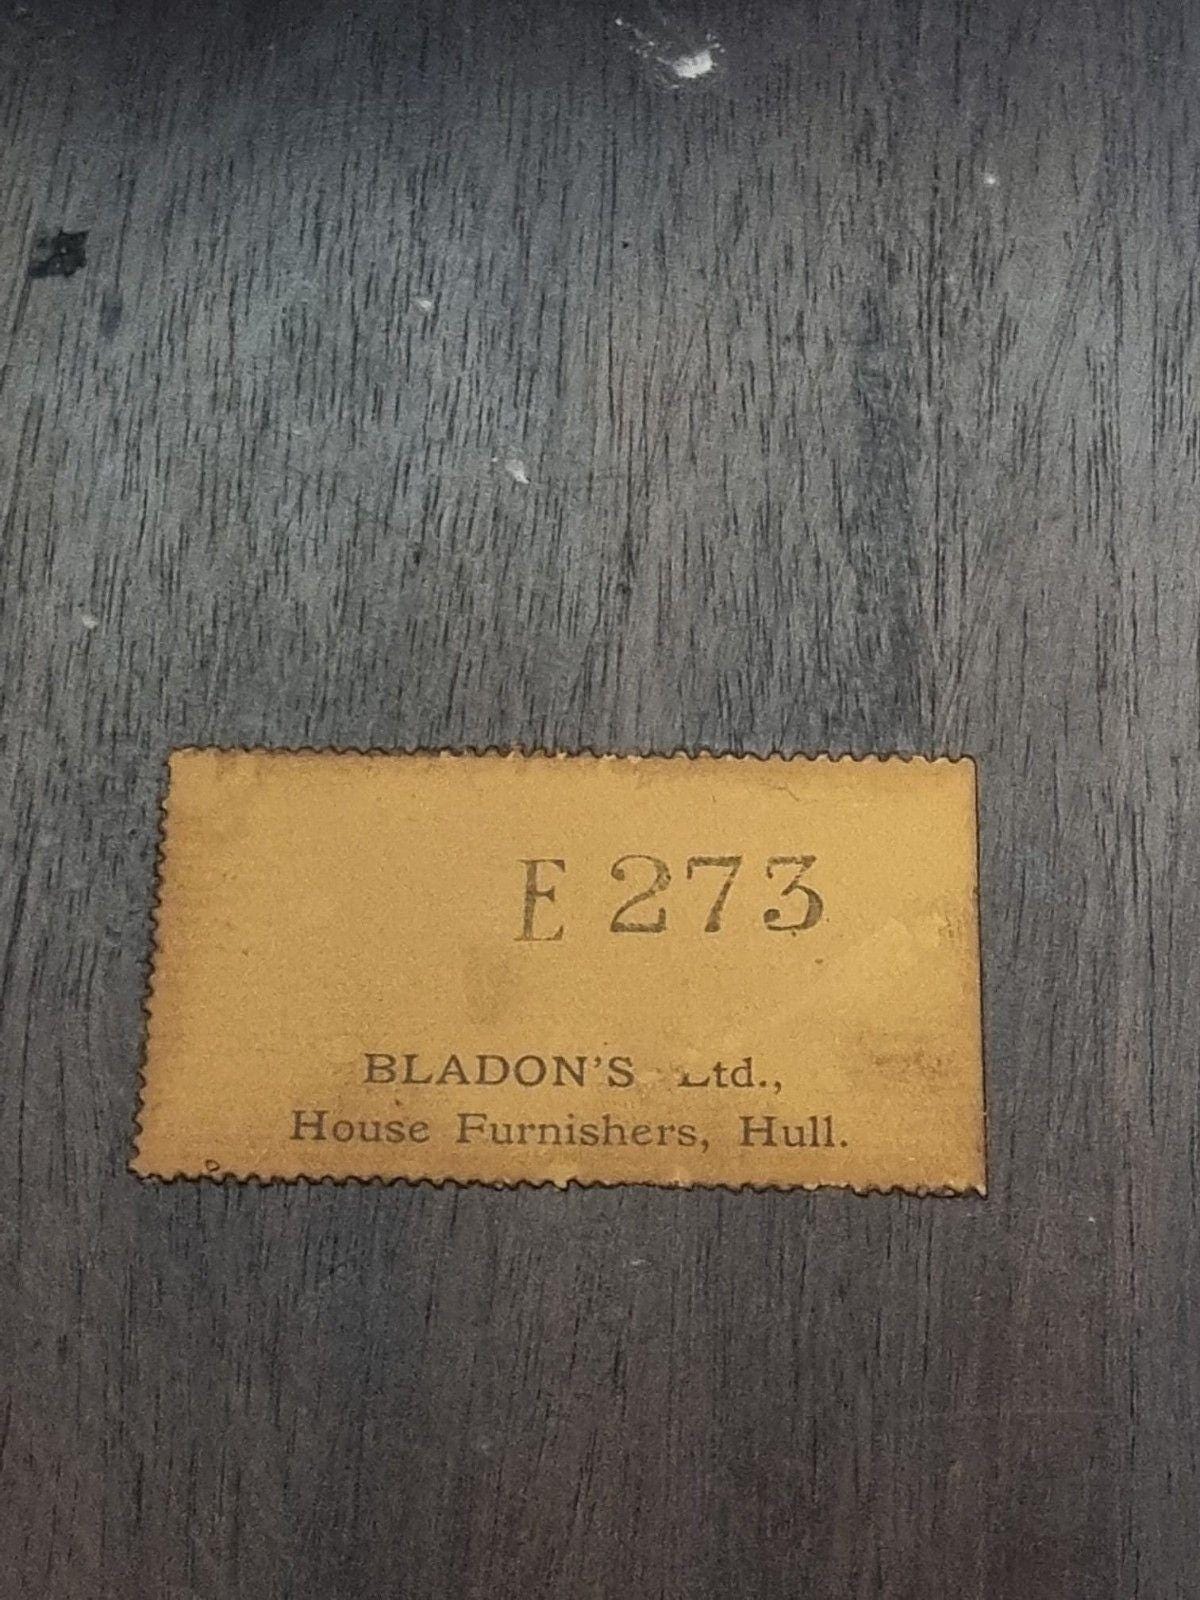 E 273
BLADON'S Ltd.,
House Furnishers, Hull.